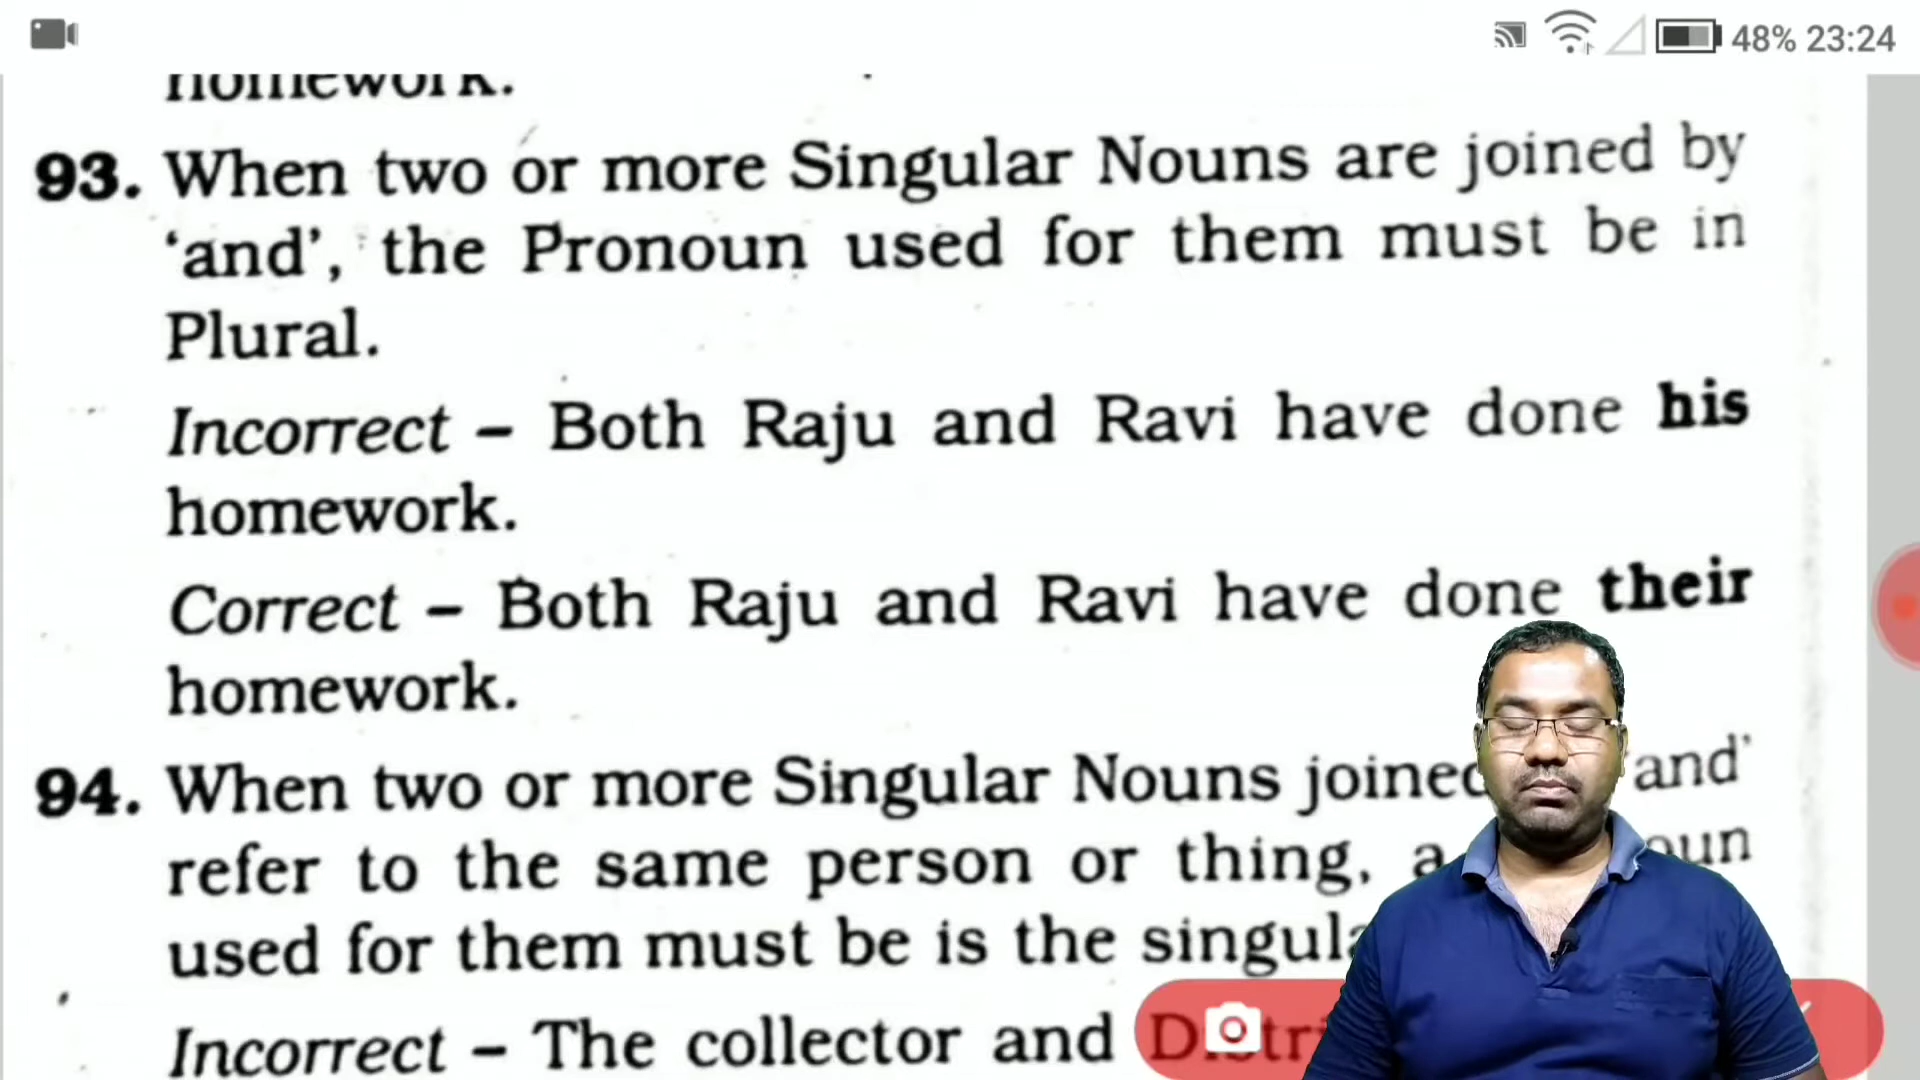 48% 23:24
homework.
93. When two or more Singular Nouns are joined by
‘and’, the Pronoun used for them must be in
Plural.
Incorrect – Both Raju and Ravi have done his
homework.
Correct – Both Raju and Ravi have done their
homework.
94. When two or more Singular Nouns joined and’
refer to the same person or thing, a
used for them must be is the
Incorrect – The collector and